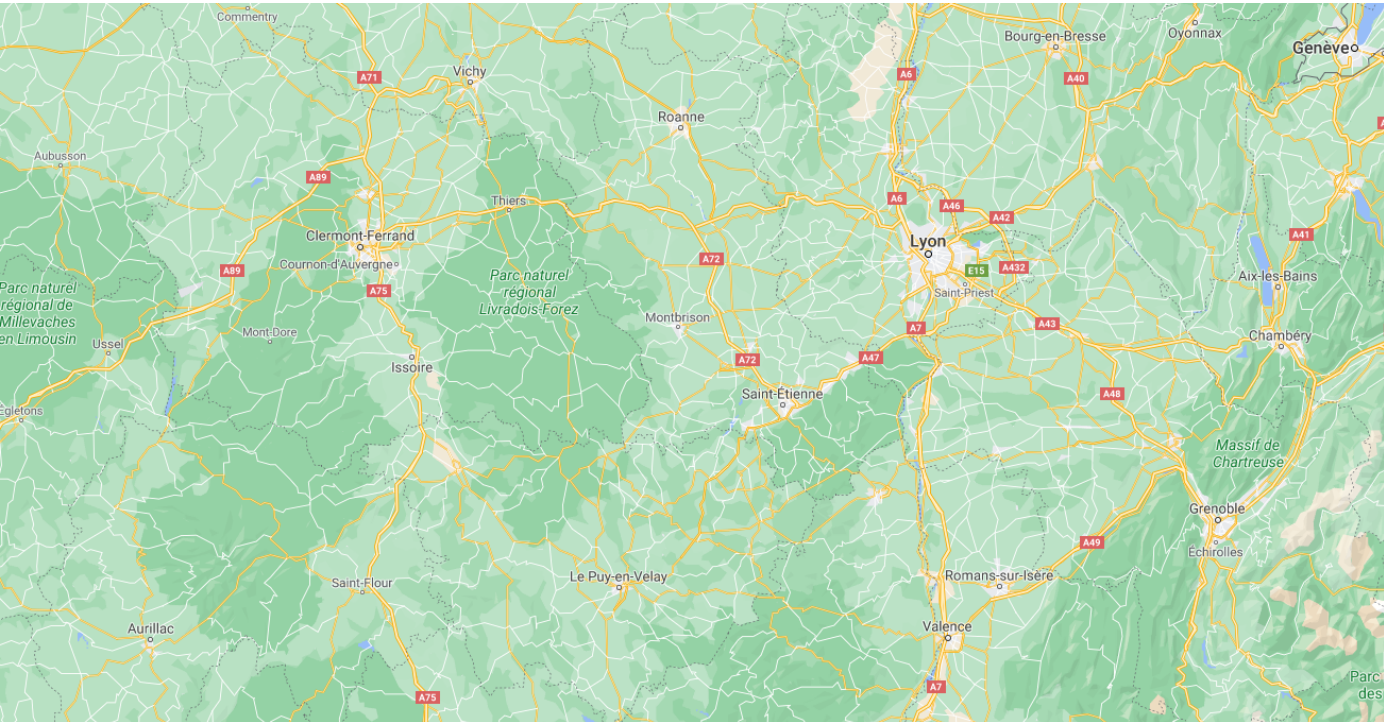 Commentry
Bourg-en-Bresse
Oyonnax
Genève
A71
Vichy
A6
A40
Roanne
Aubusson
A89
Thiers
A6
A46
A42
Clermont-Ferrand
Lyon
A41
Cournon-d'Auvergne
A89
A72
E15
A432
Parc naturel
régional de
Millevaches
en Limousin
A75
Parc naturel
régional
Livradois-Forez
Saint-Priest
Aix-les-Bains
Mont-Dore
Montbrison
A7
A43
Chambéry
Ussel
Issoire
A72
A47
Saint-Étienne
A48
Egletons
Massif de
Chartreuse
Grenoble
A49
Échirolles
Saint-Flour
Le Puy-en-Velay
Romans-sur-Isère
Aurillac
Valence
A75
A7
Parc
des